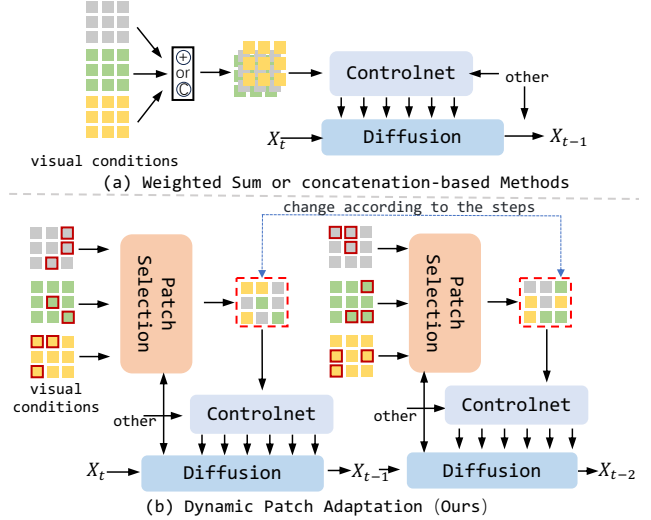 +
or
©
Controlnet
other
X_t
Diffusion
X_{t-1}
visual conditions
(a) Weighted Sum or concatenation-based Methods
change according to the steps
Patch Selection
Patch Selection
visual conditions
other
Controlnet
other
Controlnet
X_t
Diffusion
X_{t-1}
Diffusion
X_{t-2}
(b) Dynamic Patch Adaptation (Ours)